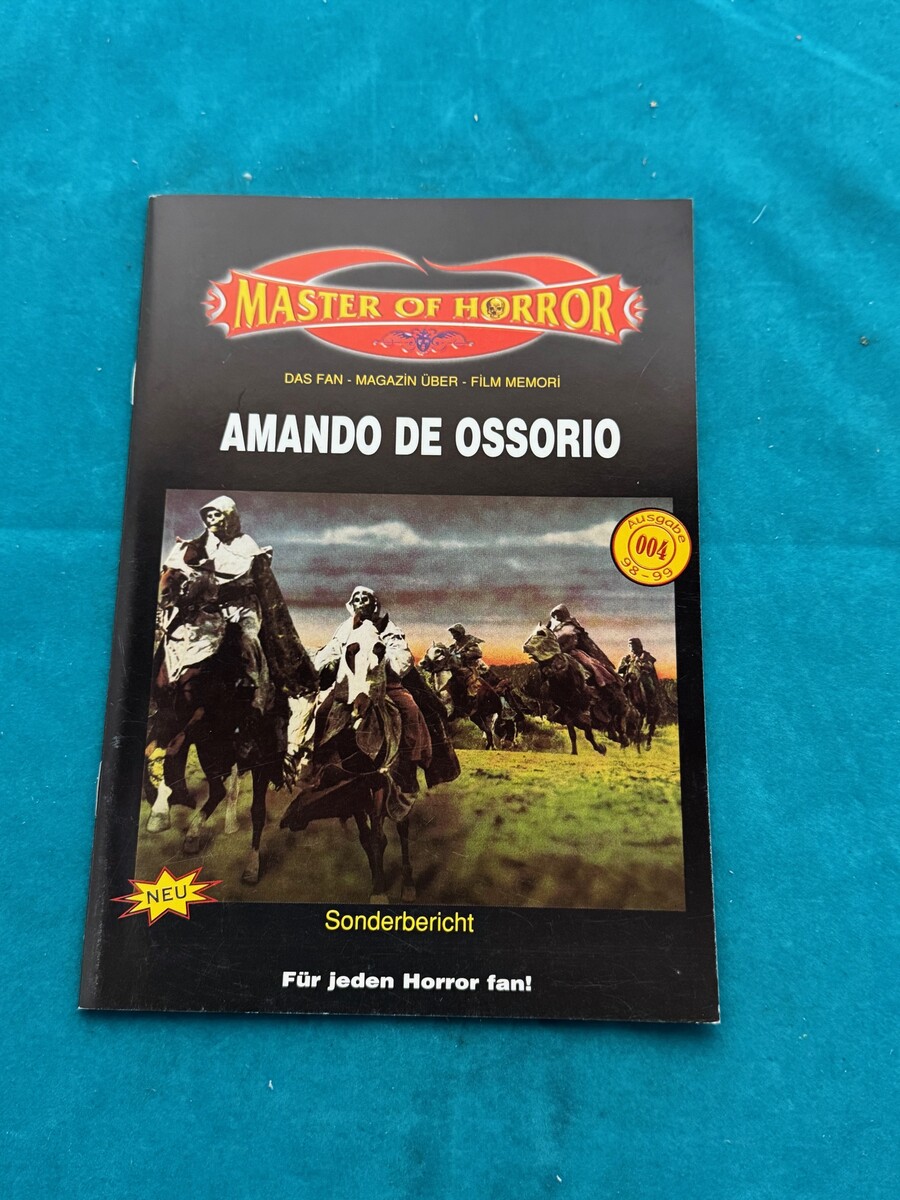 MASTER OF HORROR
DAS FAN - MAGAZİN ÜBER - FİLM MEMORİ
AMANDO DE OSSORIO
Ausgabe
004
98-99
NEU
Sonderbericht
Für jeden Horror fan!